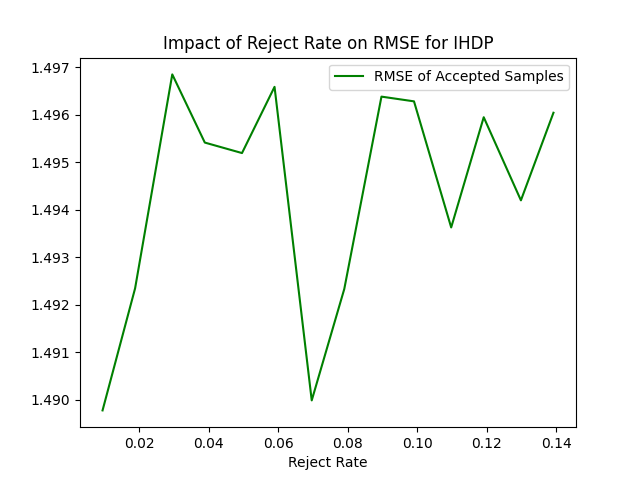 Impact of Reject Rate on RMSE for IHDP
RMSE of Accepted Samples
1.497
1.496
1.495
1.494
1.493
1.492
1.491
1.490
0.02 0.04 0.06 0.08 0.10 0.12 0.14
Reject Rate